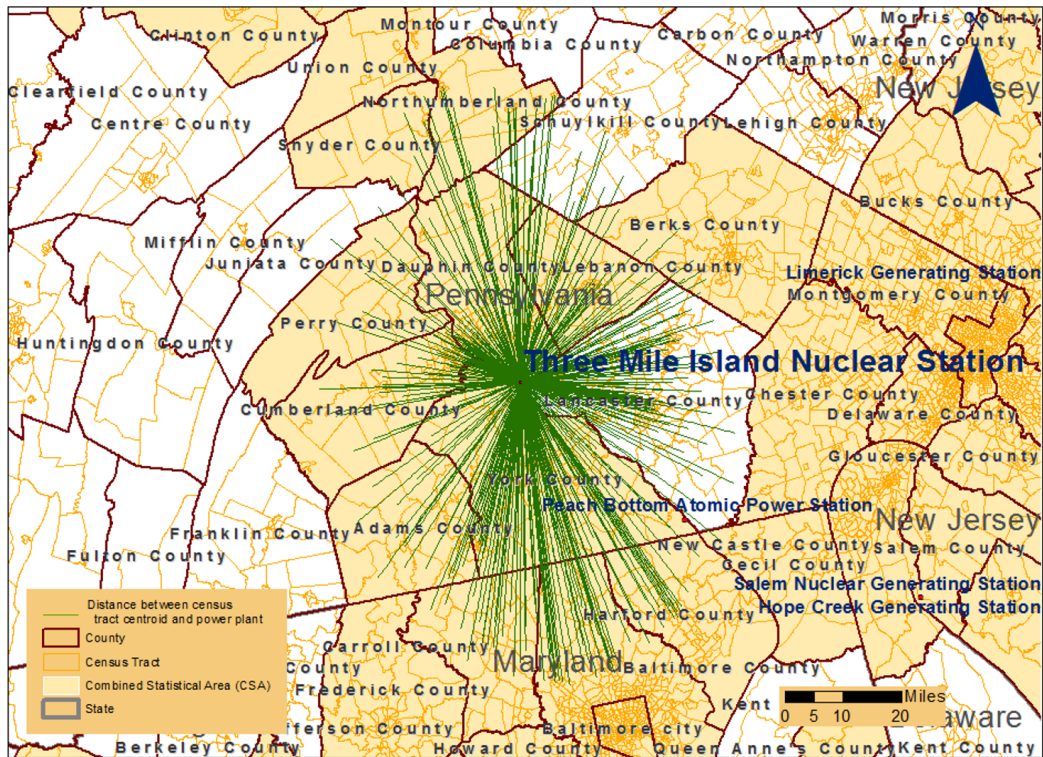 Clinton County
Montour County
Columbia County
Carbon County
Morris County
Warren County
Northampton County
Union County
Clearfield County
Northumberland County
New Jersey
N
Centre County
Schuylkill County
Lehigh County
Snyder County
Bucks County
Berks County
Mifflin County
Juniata County
Dauphin County
Lebanon County
Limerick Generating Station
Pennsylvania
Montgomery County
Perry County
Huntingdon County
Three Mile Island Nuclear Station
Lancaster County
Chester County
Cumberland County
Delaware County
Gloucester County
York County
Peach Bottom Atomic Power Station
New Jersey
Franklin County
Adams County
New Castle County
Salem County
Fulton County
Cecil County
Salem Nuclear Generating Station
Hope Creek Generating Station
Harford County
Distance between census
tract centroid and power plant
County
Census Tract
Combined Statistical Area (CSA)
State
Carroll County
Maryland
Baltimore County
County
Frederick County
Kent
Miles
0 5 10 20
Delaware
fferson County
Baltimore city
Berkeley County
Howard County
Queen Anne's County
Kent County